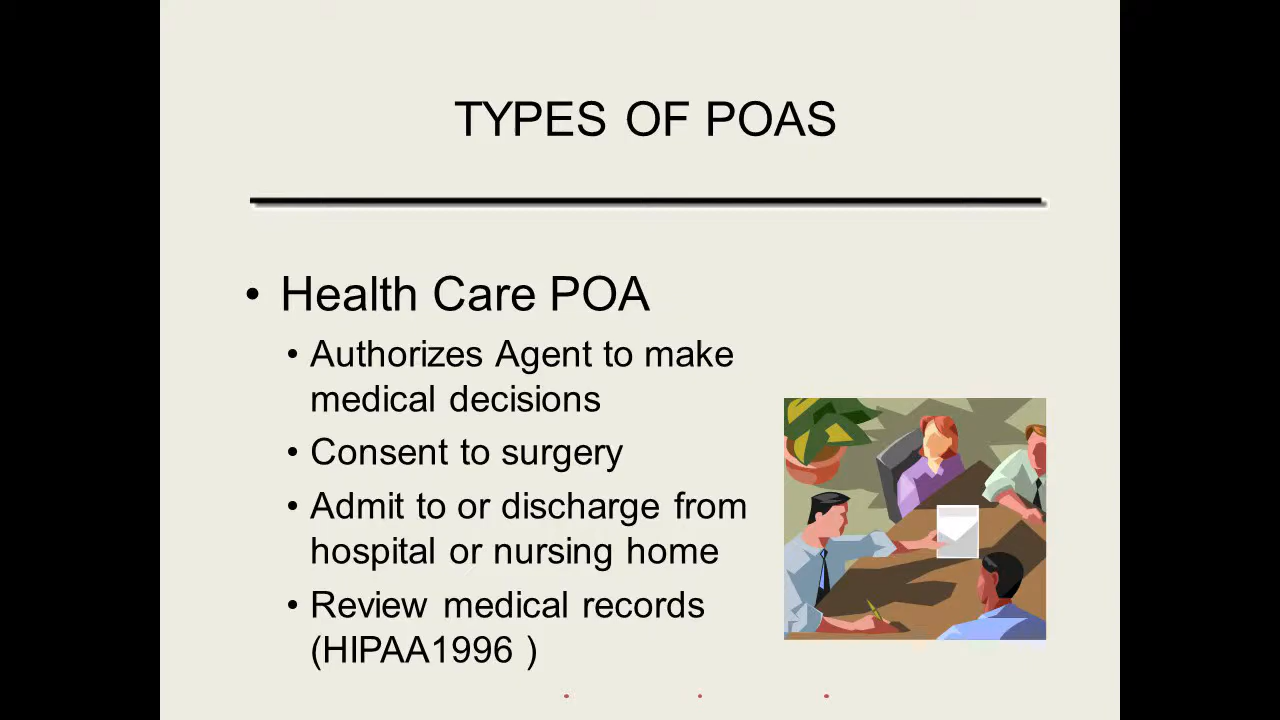 TYPES OF POAS
• Health Care POA
• Authorizes Agent to make
medical decisions
• Consent to surgery
• Admit to or discharge from
hospital or nursing home
• Review medical records
(HIPAA1996 )